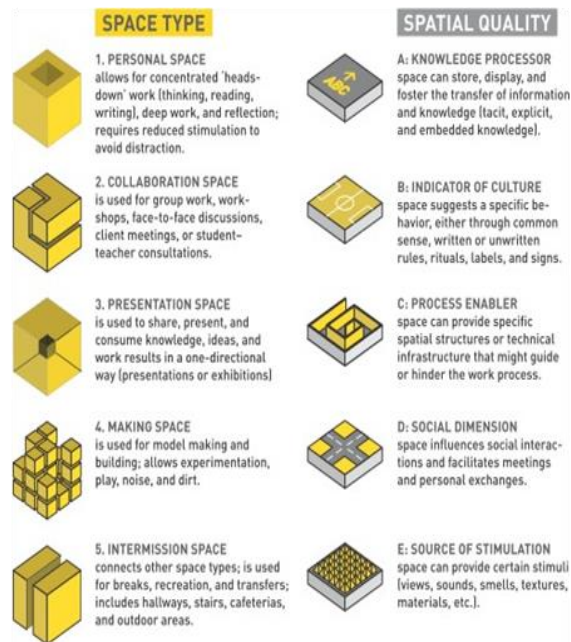 SPACE TYPE
1. PERSONAL SPACE
allows for concentrated 'heads-
down' work (thinking, reading,
writing), deep work, and reflection;
requires reduced stimulation to
avoid distraction.
2. COLLABORATION SPACE
is used for group work, work-
shops, face-to-face discussions,
client meetings, or student–
teacher consultations.
3. PRESENTATION SPACE
is used to share, present, and
consume knowledge, ideas, and
work results in a one-directional
way (presentations or exhibitions)
4. MAKING SPACE
is used for model making and
building; allows experimentation,
play, noise, and dirt.
5. INTERMISSION SPACE
connects other space types; is used
for breaks, recreation, and transfers;
includes hallways, stairs, cafeterias,
and outdoor areas.
SPATIAL QUALITY
ABC
A: KNOWLEDGE PROCESSOR
space can store, display, and
foster the transfer of information
and knowledge (tacit, explicit,
and embedded knowledge).
B: INDICATOR OF CULTURE
space suggests a specific be-
havior, either through common
sense, written or unwritten
rules, rituals, labels, and signs.
C: PROCESS ENABLER
space can provide specific
spatial structures or technical
infrastructure that might guide
or hinder the work process.
D: SOCIAL DIMENSION
space influences social interac-
tions and facilitates meetings
and personal exchanges.
E: SOURCE OF STIMULATION
space can provide certain stimuli
(views, sounds, smells, textures,
materials, etc.).